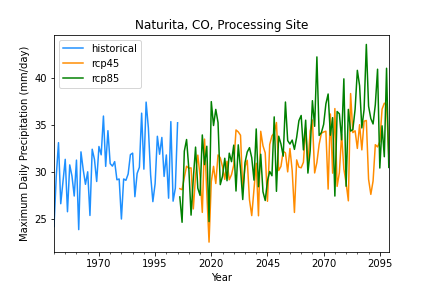 Naturita, CO, Processing Site
Maximum Daily Precipitation (mm/day)
historical
rcp45
rcp85
40
35
30
25
1970
1995
2020
2045
2070
2095
Year